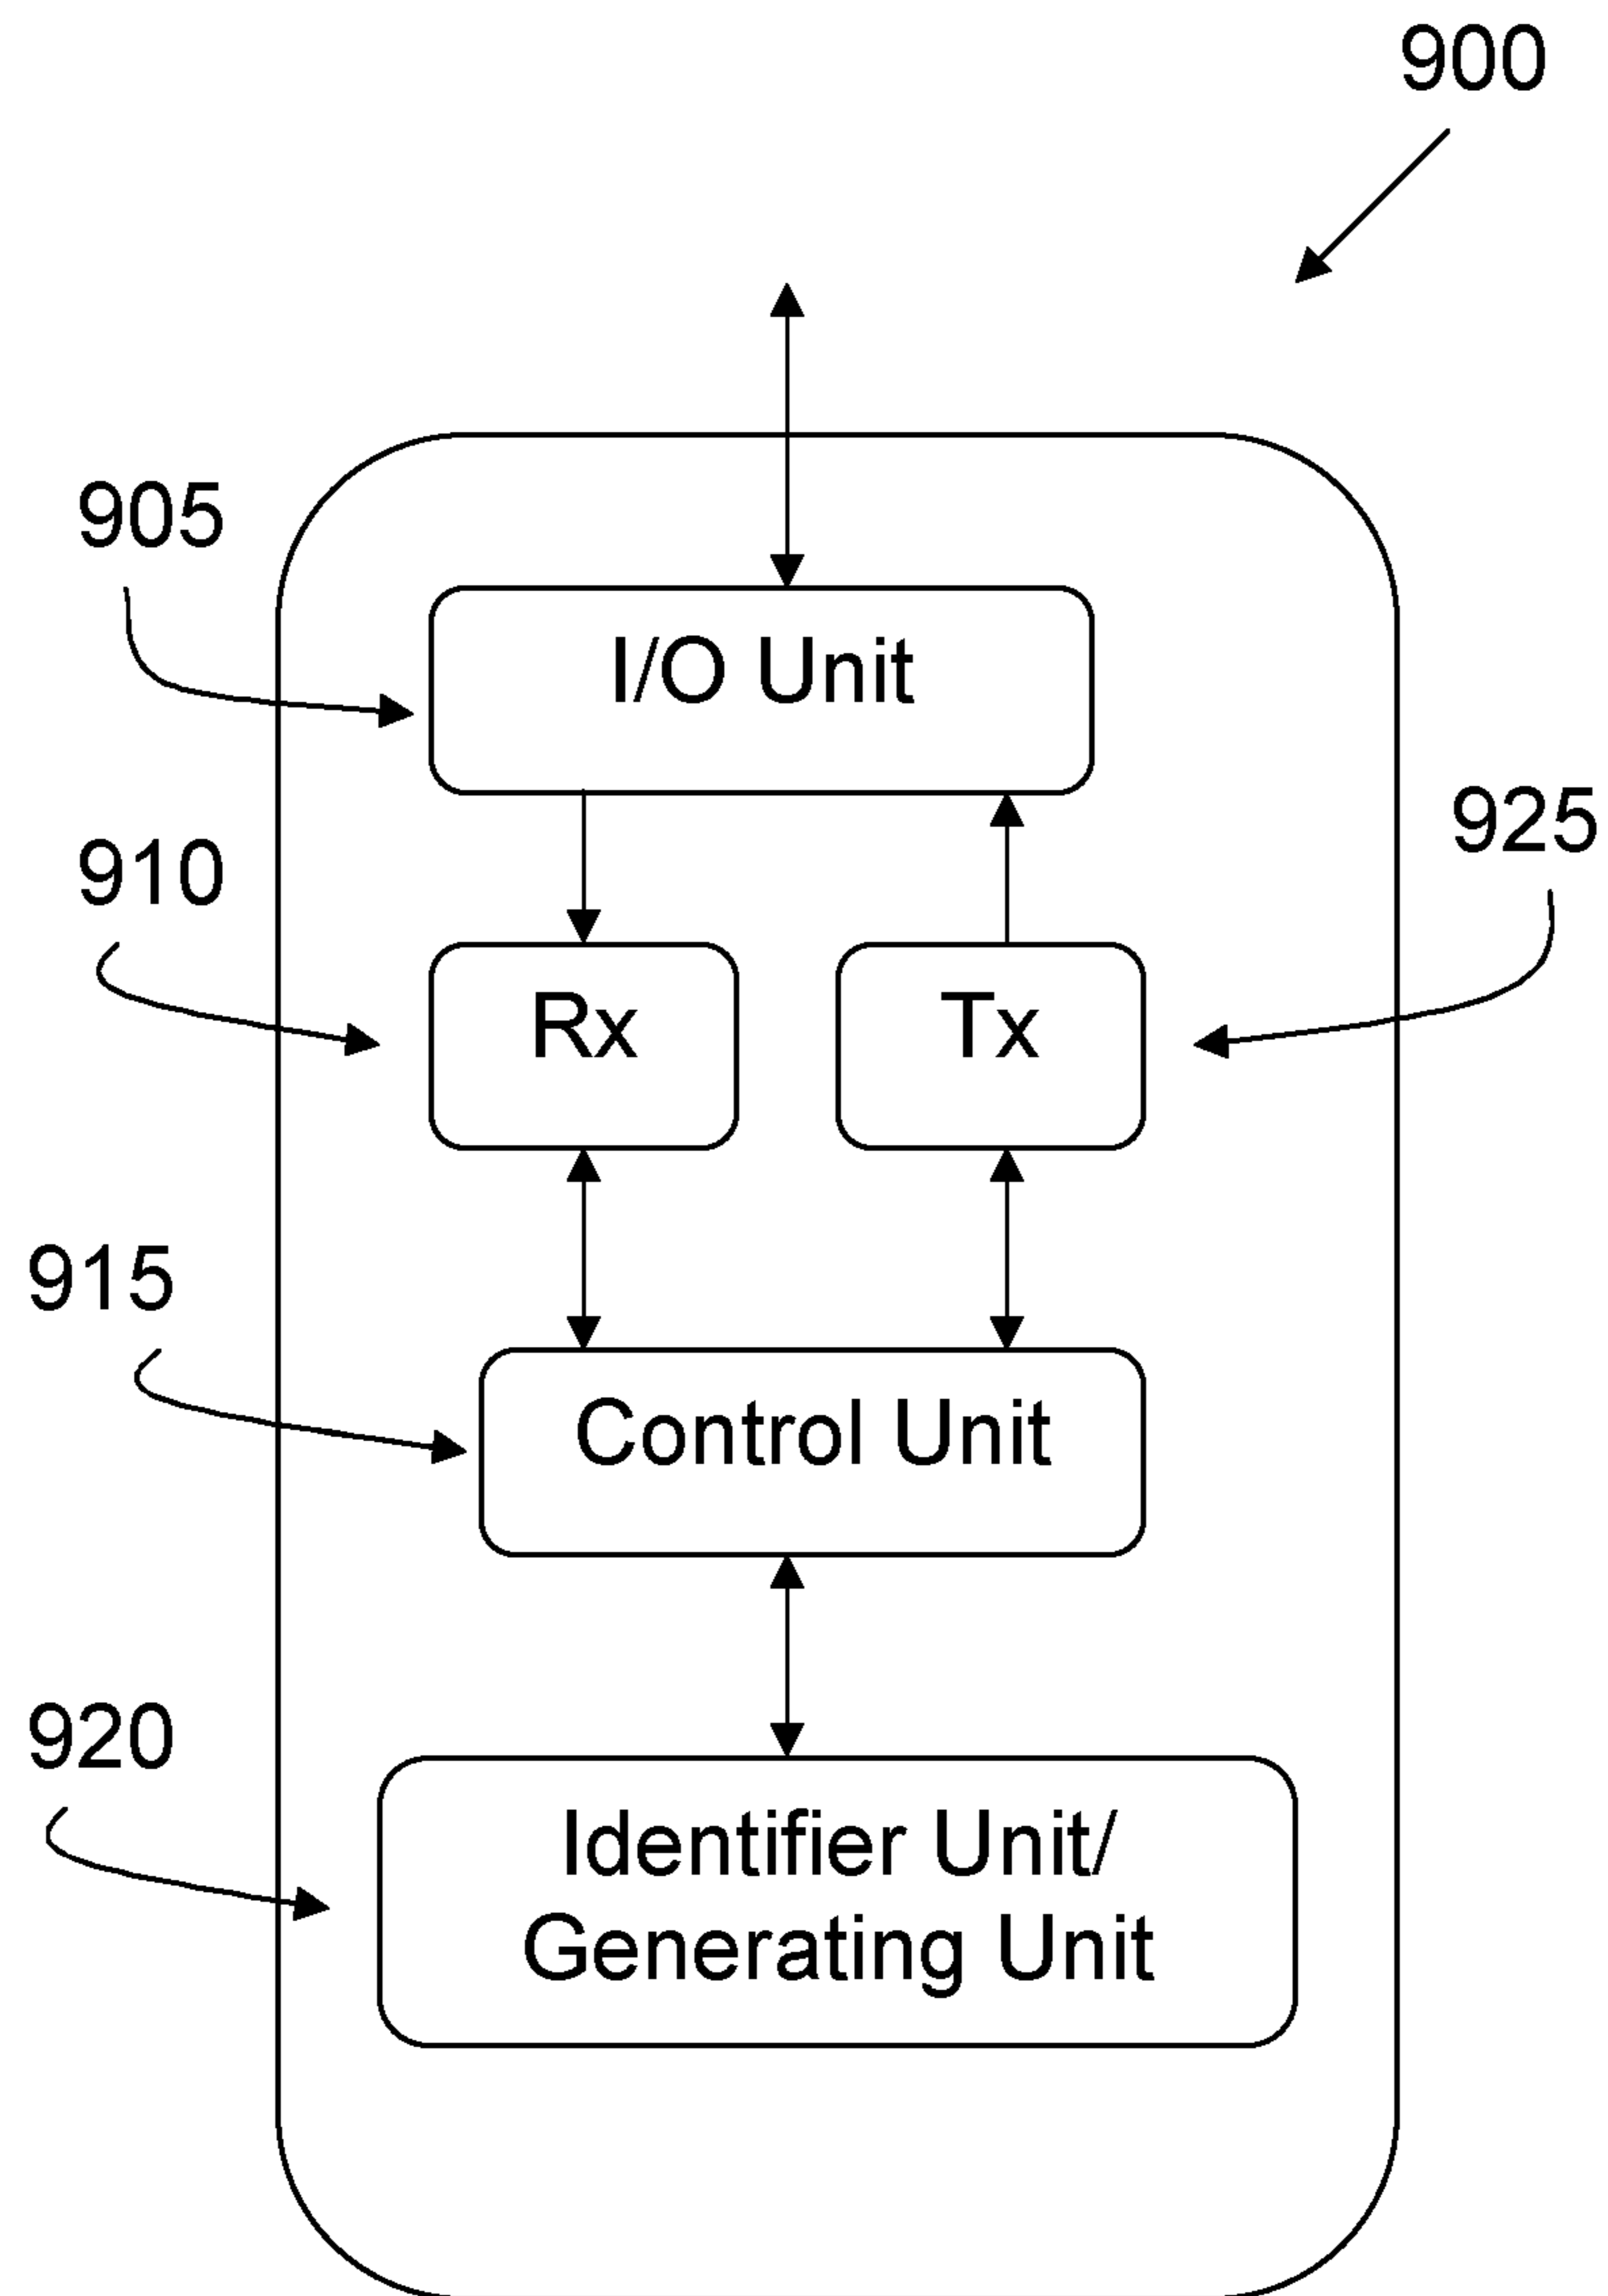 900
905
I/O Unit
925
910
Rx
Tx
915
Control Unit
920
Identifier Unit/
Generating Unit